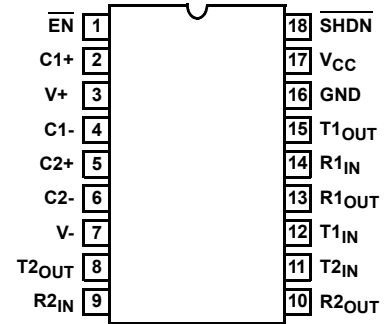 EN 1 18 SHDN
C1+ 2 17 VCC
V+ 3 16 GND
C1- 4 15 T1OUT
C2+ 5 14 R1IN
C2- 6 13 R1OUT
V- 7 12 T1IN
T2OUT 8 11 T2IN
R2IN 9 10 R2OUT